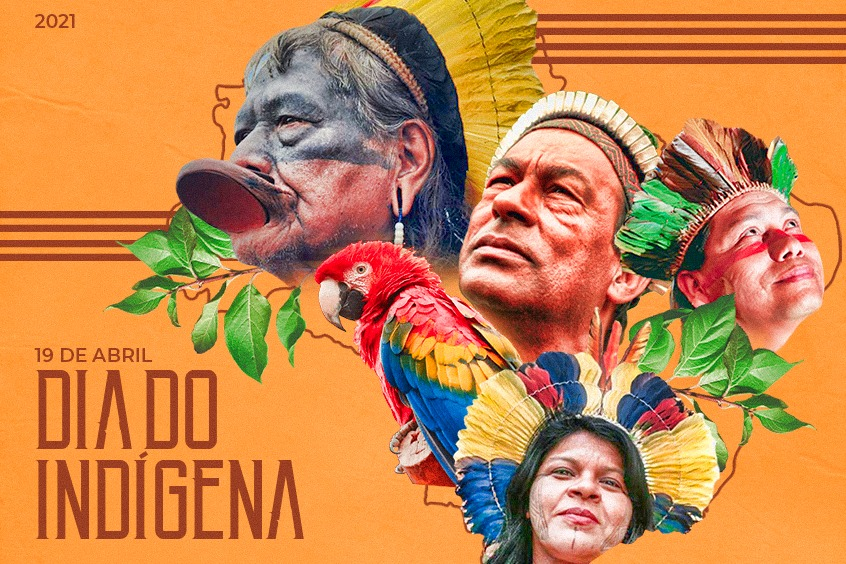 2021
19 DE ABRIL
DIA DO
INDÍGENA